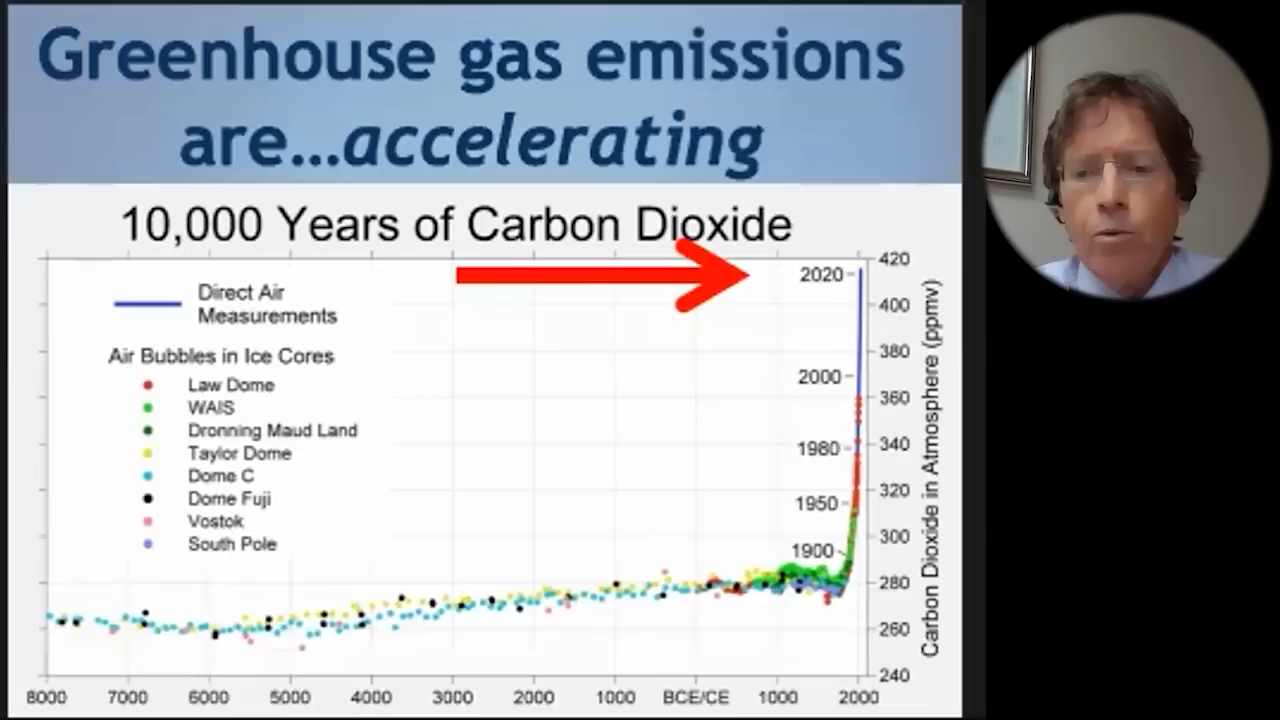 Greenhouse gas emissions
are...accelerating
10,000 Years of Carbon Dioxide
Direct Air
Measurements
Air Bubbles in Ice Cores
Law Dome
WAIS
Dronning Maud Land
Taylor Dome
Dome C
Dome Fuji
Vostok
South Pole
2020
2000
1980
1950
1900
420
400
380
360
340
320
300
280
260
240
Carbon Dioxide in Atmosphere (ppmv)
8000 7000 6000 5000 4000 3000 2000 1000 BCE/CE 1000 2000